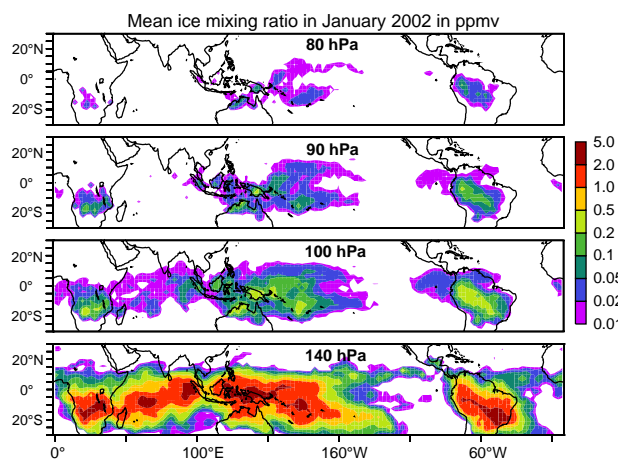 Mean ice mixing ratio in January 2002 in ppmv
80 hPa
20°N
0°
20°S
90 hPa
20°N
0°
20°S
100 hPa
20°N
0°
20°S
140 hPa
20°N
0°
20°S
0° 100°E 160°W 60°W
5.0
2.0
1.0
0.5
0.2
0.1
0.05
0.02
0.01